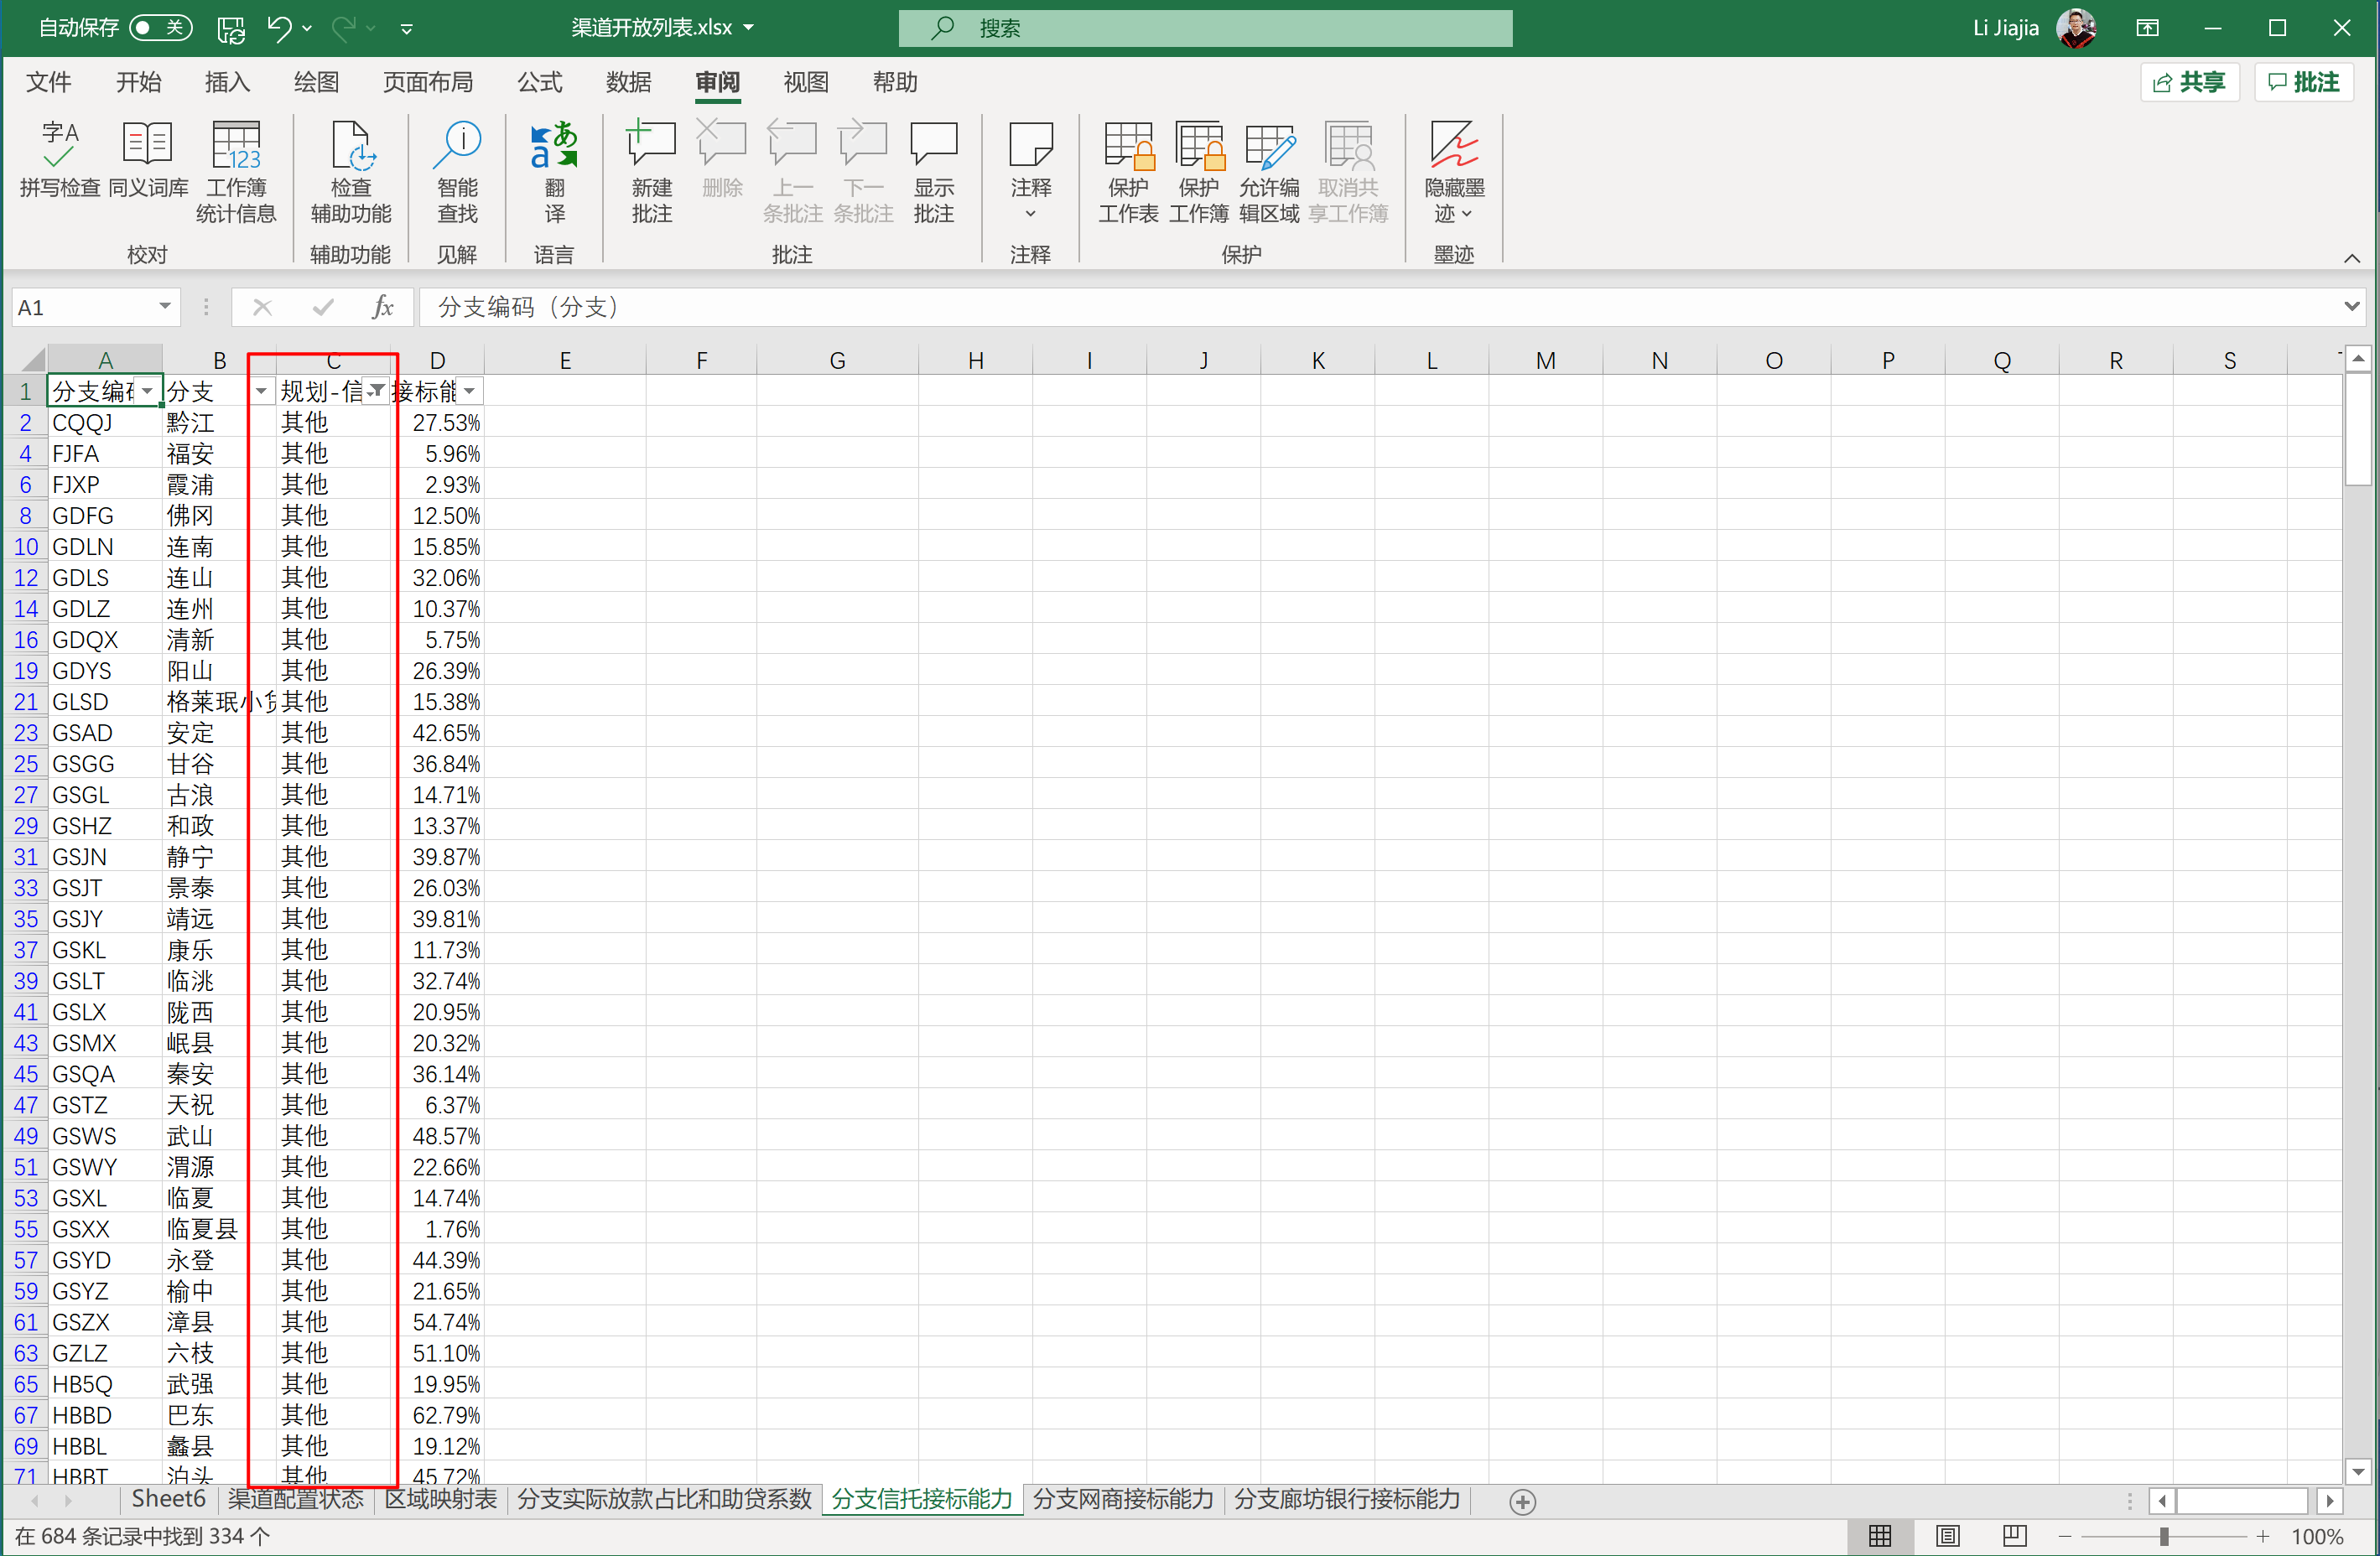 自动保存 关 渠道开放列表.xlsx 搜索 Li Jiajia
文件 开始 插入 绘图 页面布局 公式 数据 审阅 视图 帮助 共享 批注
字A 123 あ a
拼写检查 同义词库 工作簿 统计信息 检查 辅助功能 智能 查找 翻 译 新建 批注 删除 上一 条批注 下一 条批注 显示 批注 注释 保护 工作表 保护 工作簿 允许编 辑区域 取消共 享工作簿 隐藏墨 迹
校对 辅助功能 见解 语言 批注 注释 保护 墨迹
A1 fx 分支编码（分支）
A B C D E F G H I J K L M N O P Q R S
1 分支编 分支 规划-信 接标能
2 CQQJ 黔江 其他 27.53%
4 FJFA 福安 其他 5.96%
6 FJXP 霞浦 其他 2.93%
8 GDFG 佛冈 其他 12.50%
10 GDLN 连南 其他 15.85%
12 GDLS 连山 其他 32.06%
14 GDLZ 连州 其他 10.37%
16 GDQX 清新 其他 5.75%
19 GDYS 阳山 其他 26.39%
21 GLSD 格莱珉小贷 其他 15.38%
23 GSAD 安定 其他 42.65%
25 GSGG 甘谷 其他 36.84%
27 GSGL 古浪 其他 14.71%
29 GSHZ 和政 其他 13.37%
31 GSJN 静宁 其他 39.87%
33 GSJT 景泰 其他 26.03%
35 GSJY 靖远 其他 39.81%
37 GSKL 康乐 其他 11.73%
39 GSLT 临洮 其他 32.74%
41 GSLX 陇西 其他 20.95%
43 GSMX 岷县 其他 20.32%
45 GSQA 秦安 其他 36.14%
47 GSTZ 天祝 其他 6.37%
49 GSWS 武山 其他 48.57%
51 GSWY 渭源 其他 22.66%
53 GSXL 临夏 其他 14.74%
55 GSXX 临夏县 其他 1.76%
57 GSYD 永登 其他 44.39%
59 GSYZ 榆中 其他 21.65%
61 GSZX 漳县 其他 54.74%
63 GZLZ 六枝 其他 51.10%
65 HB5Q 武强 其他 19.95%
67 HBBD 巴东 其他 62.79%
69 HBBL 蠡县 其他 19.12%
71 HBBT 泊头 其他 45.72%
Sheet6 渠道配置状态 区域映射表 分支实际放款占比和助贷系数 分支信托接标能力 分支网商接标能力 分支廊坊银行接标能力
在 684 条记录中找到 334 个 100%